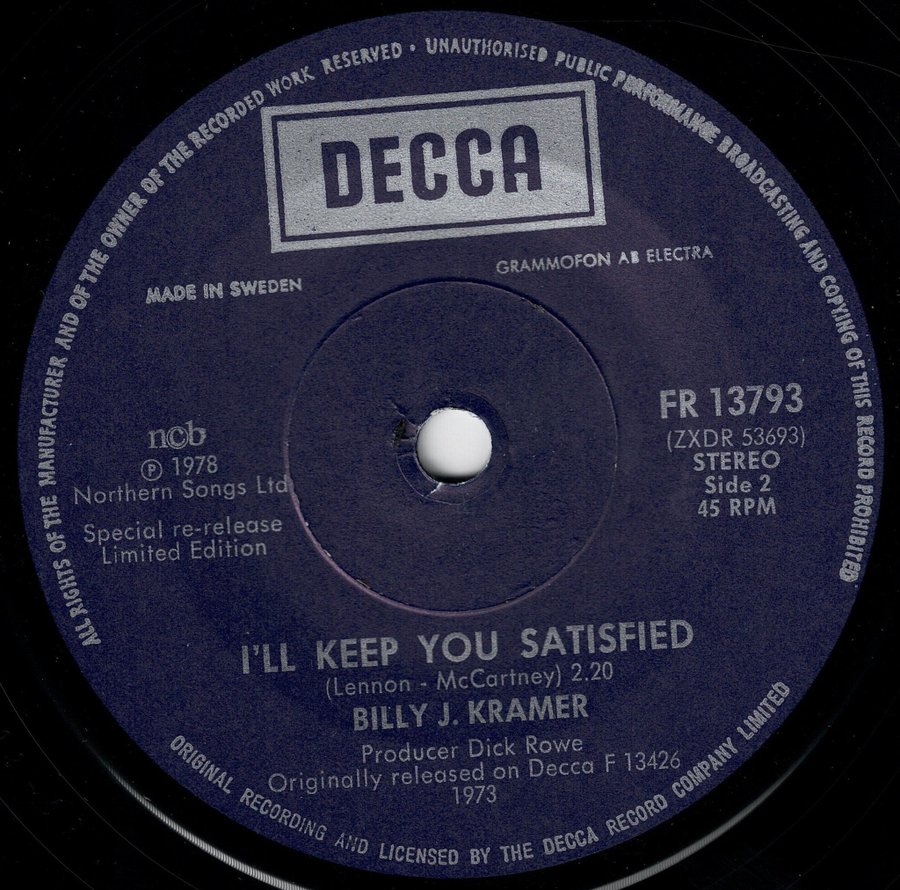 ALL RIGHTS OF THE MANUFACTURER AND OF THE OWNER OF THE RECORDED WORK RESERVED • UNAUTHORISED PUBLIC PERFORMANCE BROADCASTING AND COPYING OF THIS RECORD PROHIBITED
DECCA
MADE IN SWEDEN
GRAMMOFON AB ELECTRA
ncb
℗ 1978
Northern Songs Ltd
Special re-release
Limited Edition
FR 13793
(ZXDR 53693)
STEREO
Side 2
45 RPM
I'LL KEEP YOU SATISFIED
(Lennon - McCartney) 2.20
BILLY J. KRAMER
Producer Dick Rowe
Originally released on Decca F 13426
1973
ORIGINAL RECORDING AND LICENSED BY THE DECCA RECORD COMPANY LIMITED